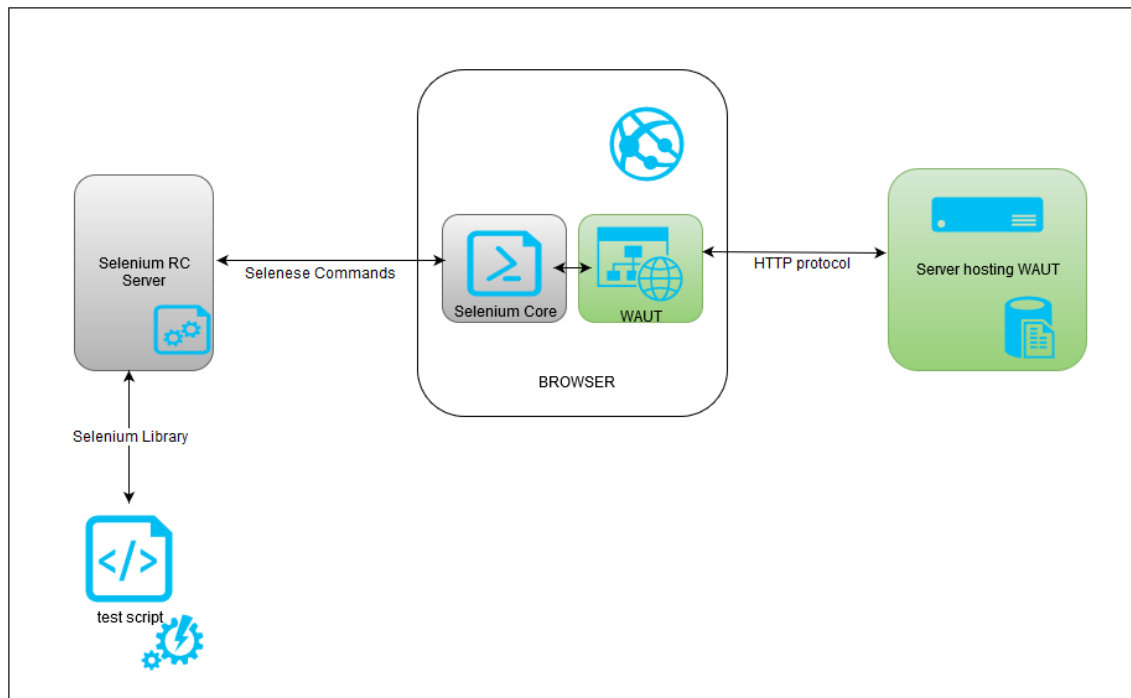 Selenium RC
Server
Selenese Commands
Selenium Core
WAUT
BROWSER
HTTP protocol
Server hosting WAUT
Selenium Library
test script